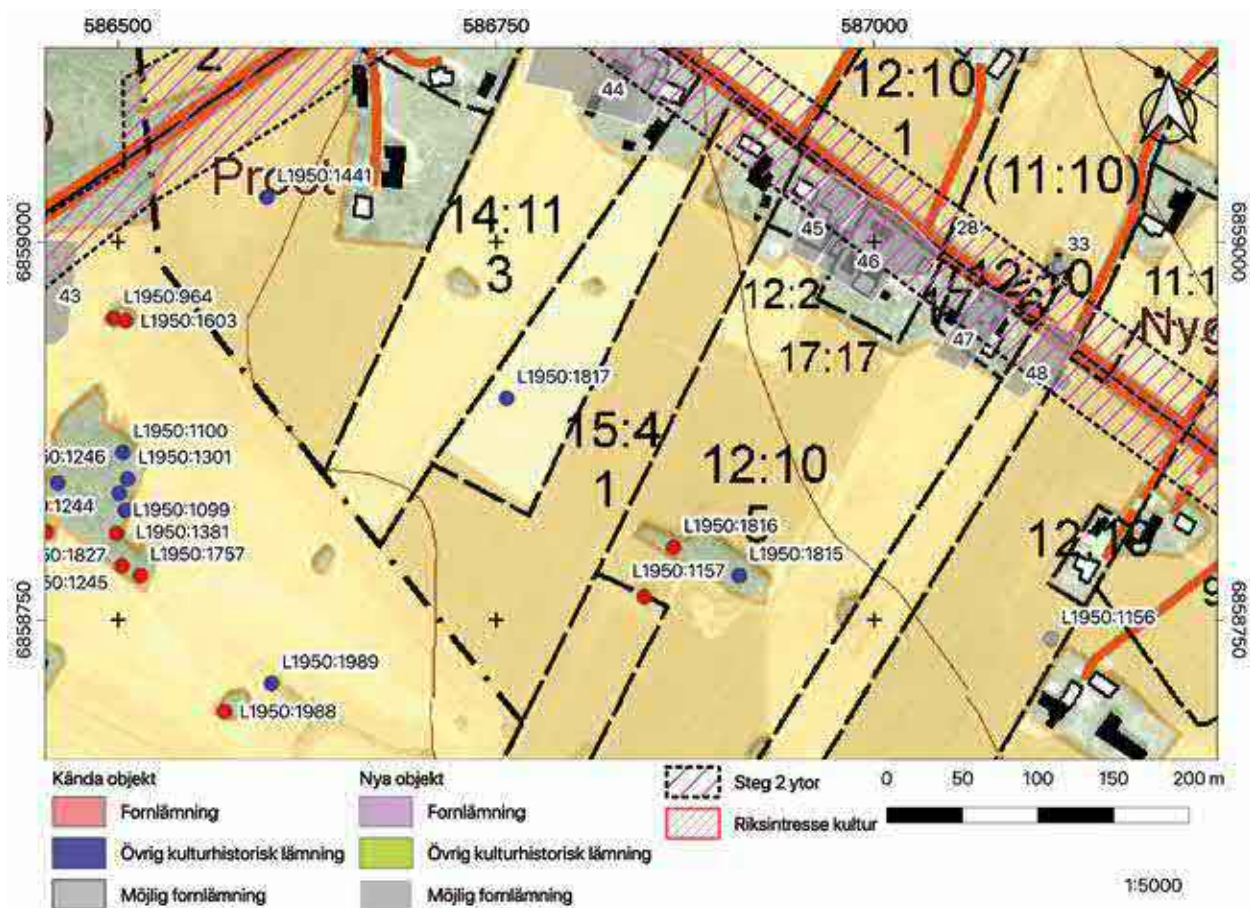 586500 586750 587000
2 44 12:10
1
Prost
L1950:1441
(11:10)
14:11
3
6859000 6859000
45
46
28
33
12:10
11:1
43
L1950:964
L1950:1603
12:2
17:17
47
48
Nyg
L1950:1817
15:4
1
12:10
5
L1950:1100
50:1246
L1950:1301
:1244
L1950:1099
L1950:1381
50:1827
L1950:1757
50:1245
L1950:1816
L1950:1815
L1950:1157
12:10
9
6858750 6858750
L1950:1156
L1950:1989
L1950:1988
Kända objekt
Fornlämning
Övrig kulturhistorisk lämning
Möjlig fornlämning
Nya objekt
Fornlämning
Övrig kulturhistorisk lämning
Möjlig fornlämning
Steg 2 ytor
Riksintresse kultur
0 50 100 150 200 m
1:5000